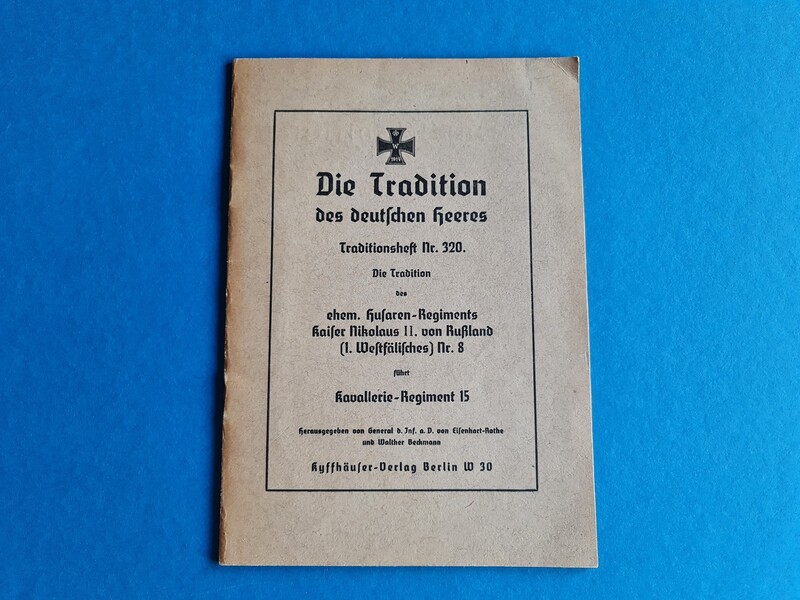 W
1914
Die Tradition
des deutſchen Heeres
Traditionsheft Nr. 320.
Die Tradition
des
ehem. Huſaren-Regiments
Kaiſer Nikolaus II. von Rußland
(1. Weſtfäliſches) Nr. 8
führt
Kavallerie-Regiment 15
Herausgegeben von General d. Inf. a. D. von Eiſenhart-Rothe
und Walther Beckmann
Kyffhäuſer-Verlag Berlin W 30